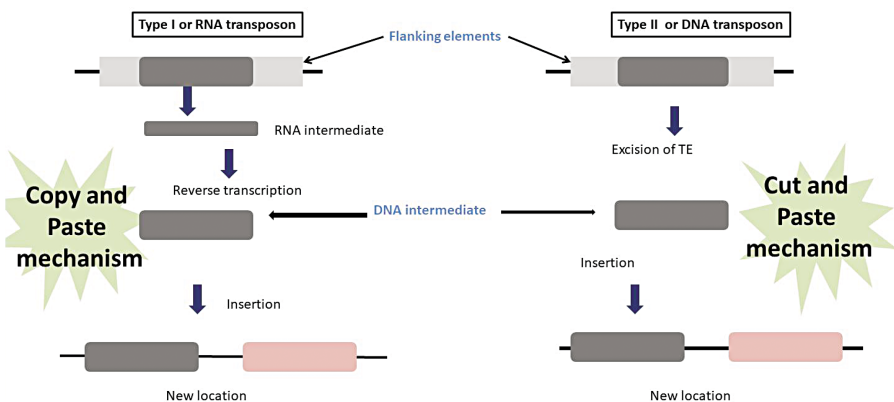 Type I or RNA transposon
Type II or DNA transposon
Flanking elements
RNA intermediate
Excision of TE
Reverse transcription
Copy and
Paste
mechanism
Cut and
Paste
mechanism
DNA intermediate
Insertion
Insertion
New location
New location